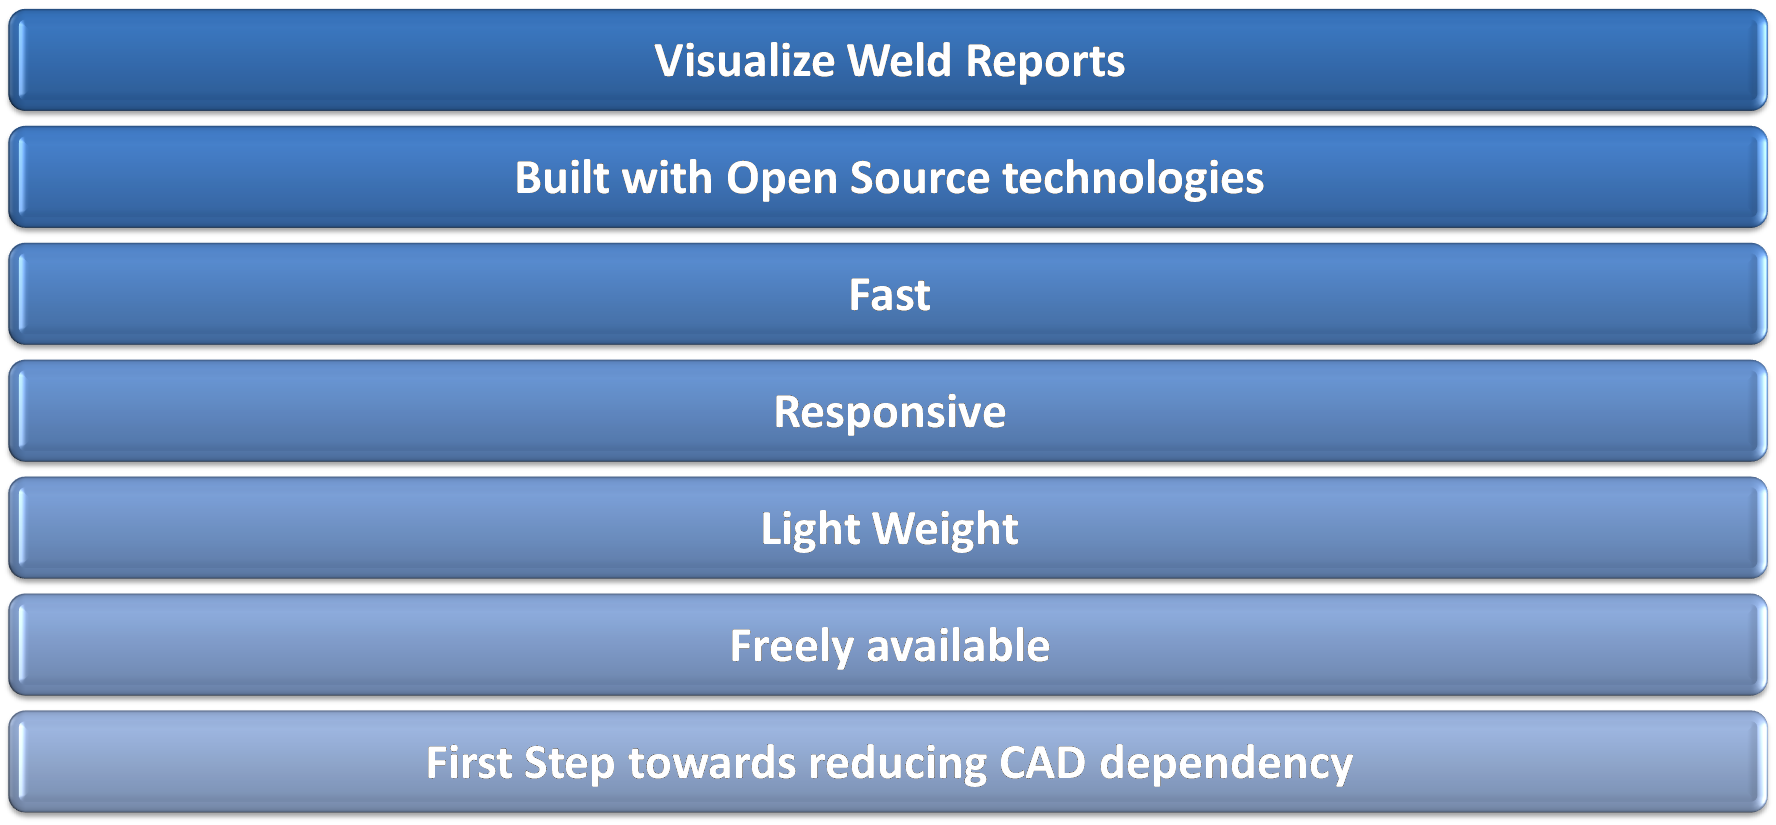 Visualize Weld Reports
Built with Open Source technologies
Fast
Responsive
Light Weight
Freely available
First Step towards reducing CAD dependency